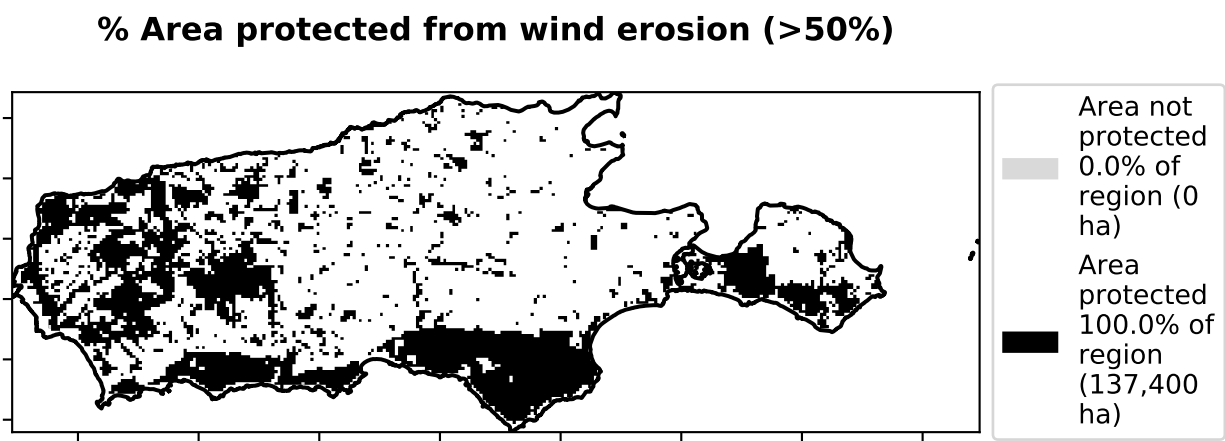 % Area protected from wind erosion (>50%)
Area not
protected
0.0% of
region (0
ha)
Area
protected
100.0% of
region
(137,400
ha)